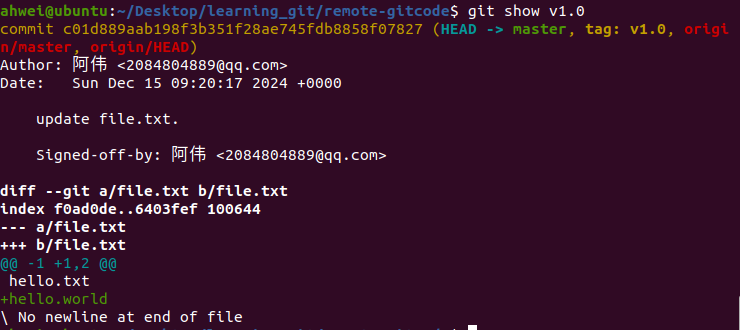 ahwei@ubuntu:~/Desktop/learning_git/remote-gitcode$ git show v1.0
commit c01d889aab198f3b351f28ae745fdb8858f07827 (HEAD -> master, tag: v1.0, origi
n/master, origin/HEAD)
Author: 阿伟 <2084804889@qq.com>
Date:   Sun Dec 15 09:20:17 2024 +0000
    update file.txt.
    Signed-off-by: 阿伟 <2084804889@qq.com>
diff --git a/file.txt b/file.txt
index f0ad0de..6403fef 100644
--- a/file.txt
+++ b/file.txt
@@ -1 +1,2 @@
 hello.txt
+hello.world
\ No newline at end of file